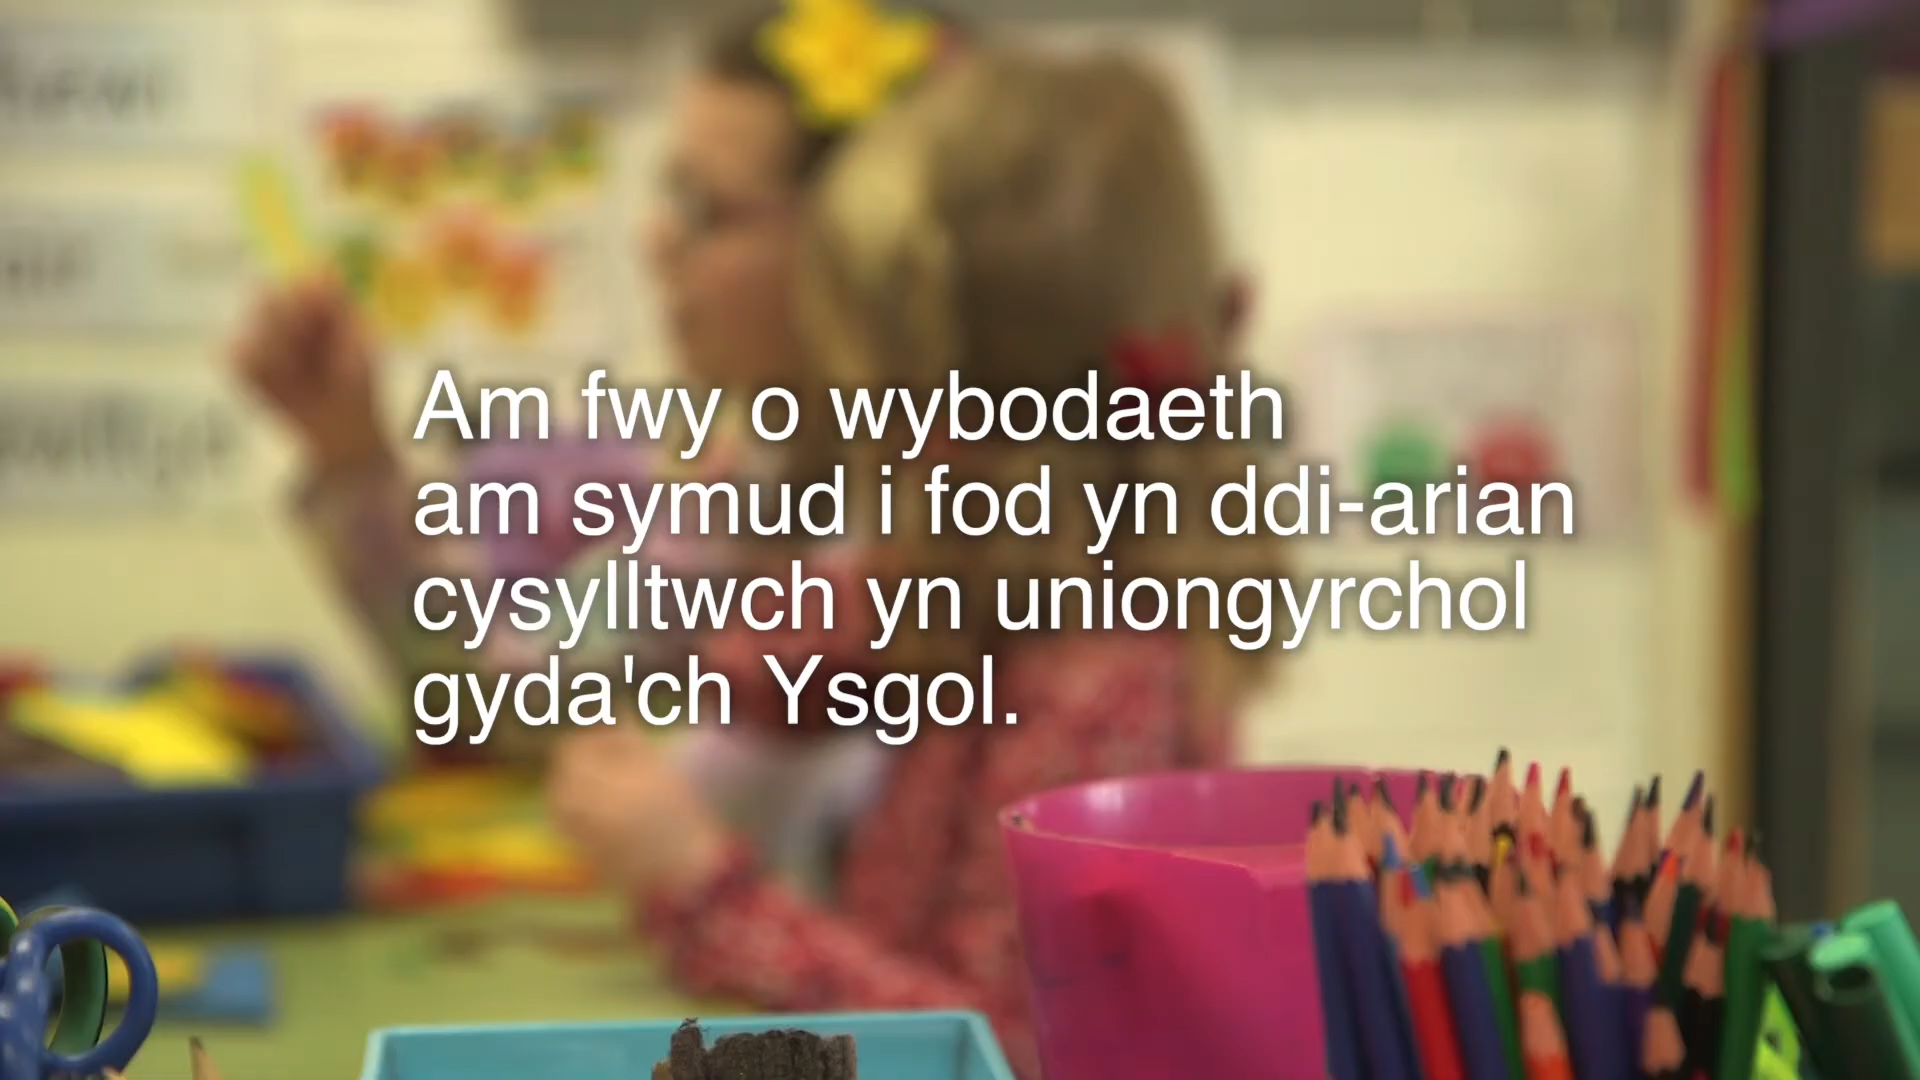 Am fwy o wybodaeth
am symud i fod yn ddi-arian
cysylltwch yn uniongyrchol
gyda'ch Ysgol.